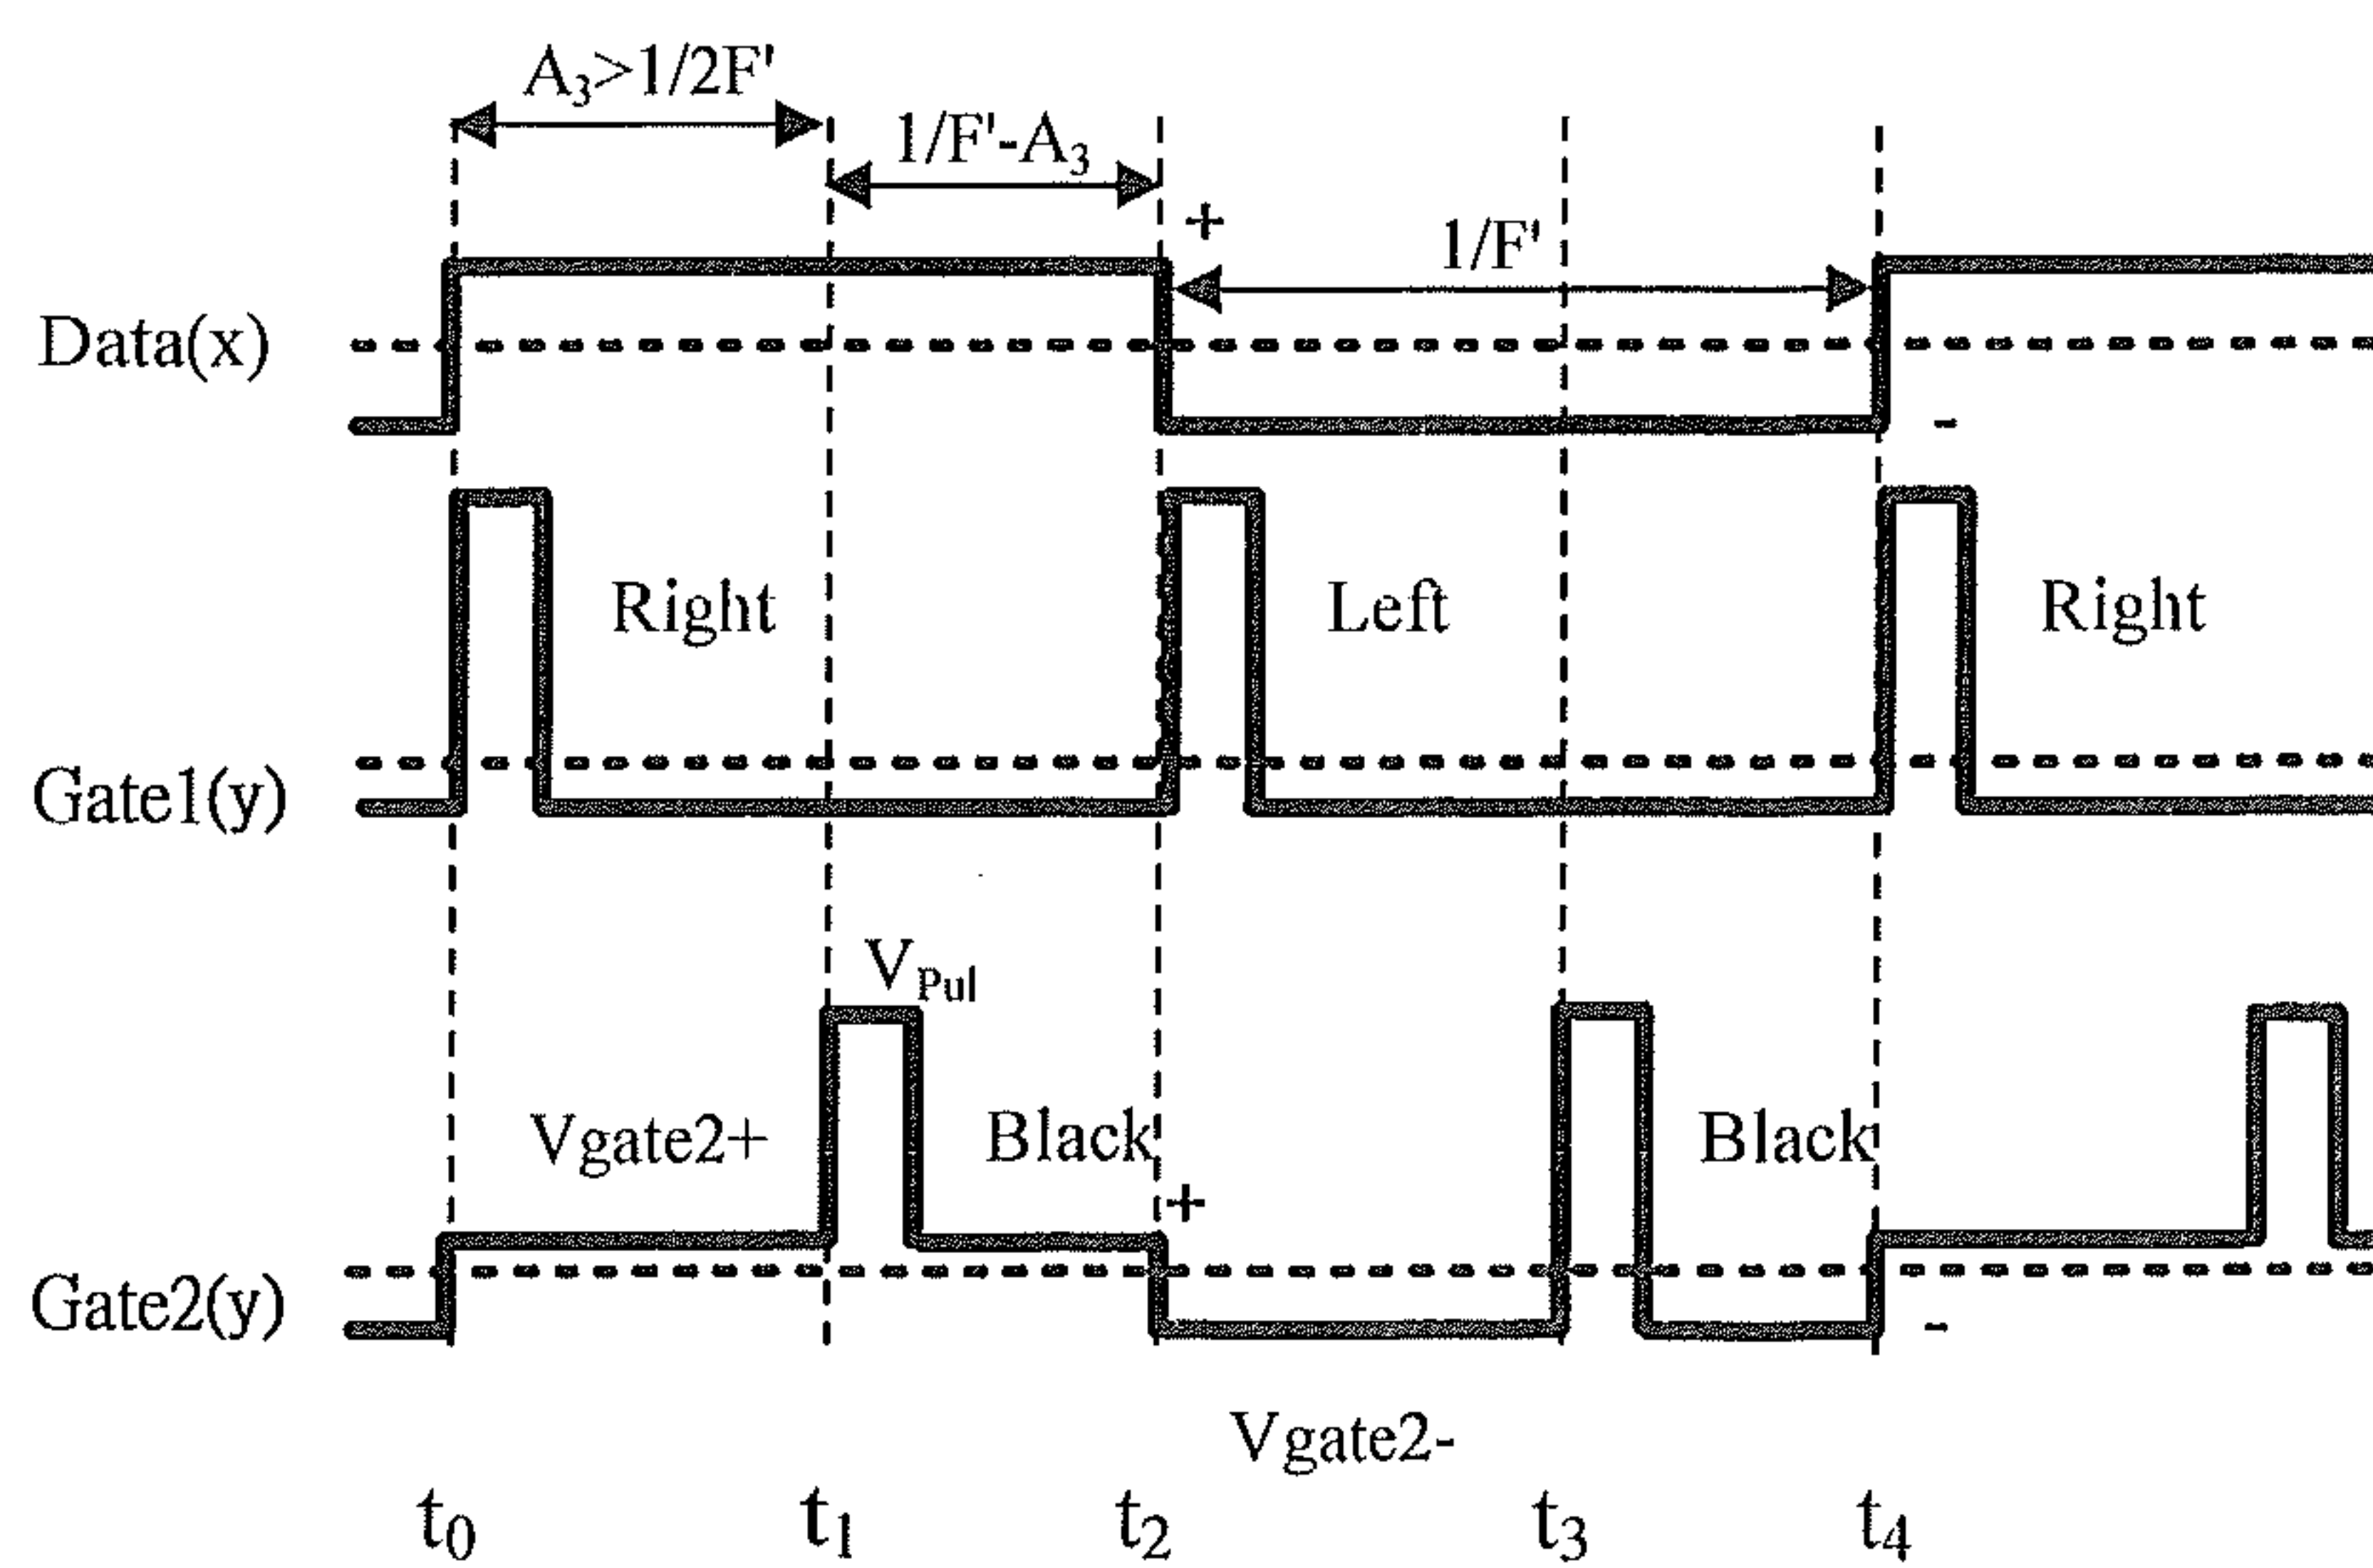 A₃>1/2F'
1/F'-A₃
+
1/F'
Data(x)
-
Right Left Right
Gate1(y)
V_Pul
Vgate2+ Black Black
+
Gate2(y)
-
Vgate2-
t₀ t₁ t₂ t₃ t₄